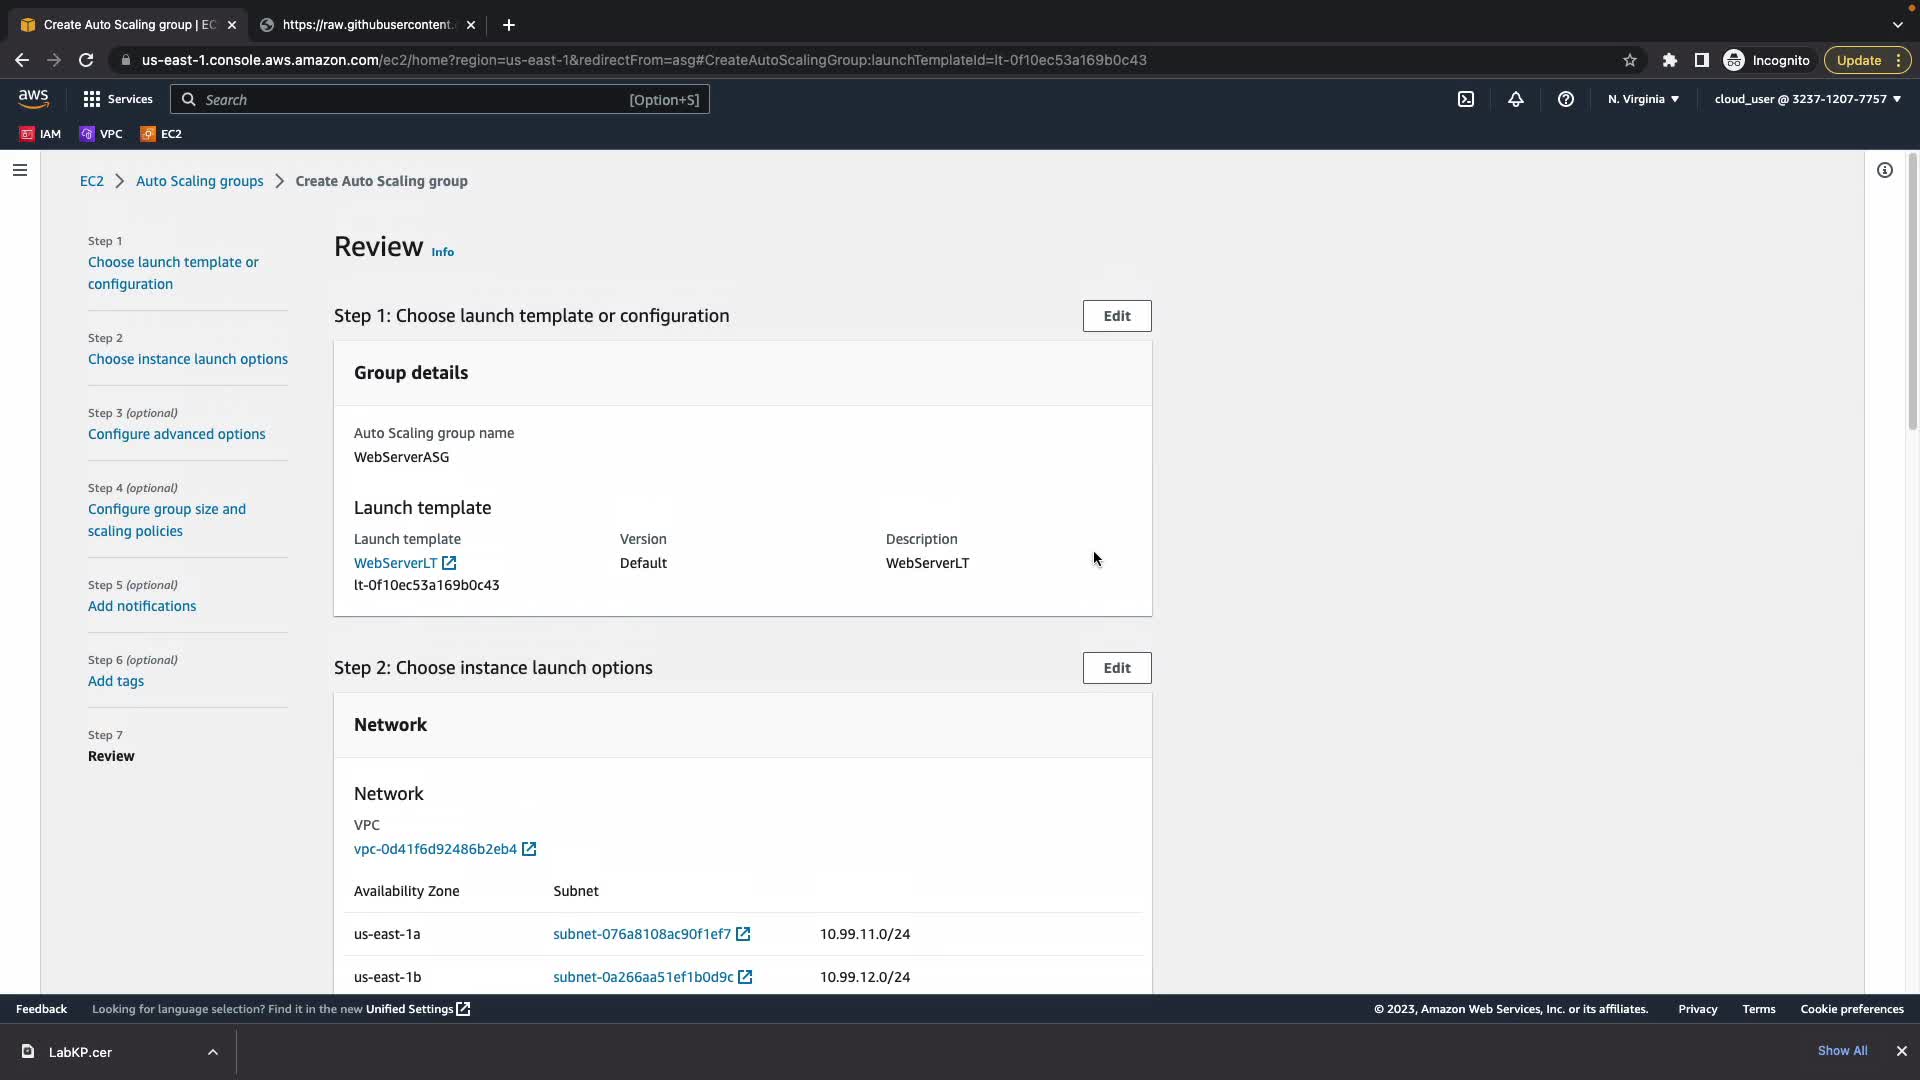 Create Auto Scaling group | EC
https://raw.githubusercontent.
us-east-1.console.aws.amazon.com/ec2/home?region=us-east-1&redirectFrom=asg#CreateAutoScalingGroup:launchTemplateId=lt-0f10ec53a169b0c43
Incognito
Update
aws
Services
Search
[Option+S]
N. Virginia
cloud_user @ 3237-1207-7757
IAM
VPC
EC2
EC2
Auto Scaling groups
Create Auto Scaling group
Step 1
Choose launch template or
configuration
Step 2
Choose instance launch options
Step 3 (optional)
Configure advanced options
Step 4 (optional)
Configure group size and
scaling policies
Step 5 (optional)
Add notifications
Step 6 (optional)
Add tags
Step 7
Review
Review Info
Step 1: Choose launch template or configuration
Edit
Group details
Auto Scaling group name
WebServerASG
Launch template
Launch template Version Description
WebServerLT Default WebServerLT
lt-0f10ec53a169b0c43
Step 2: Choose instance launch options
Edit
Network
Network
VPC
vpc-0d41f6d92486b2eb4
Availability Zone Subnet
us-east-1a subnet-076a8108ac90f1ef7 10.99.11.0/24
us-east-1b subnet-0a266aa51ef1b0d9c 10.99.12.0/24
Feedback
Looking for language selection? Find it in the new Unified Settings
© 2023, Amazon Web Services, Inc. or its affiliates.
Privacy
Terms
Cookie preferences
LabKP.cer
Show All